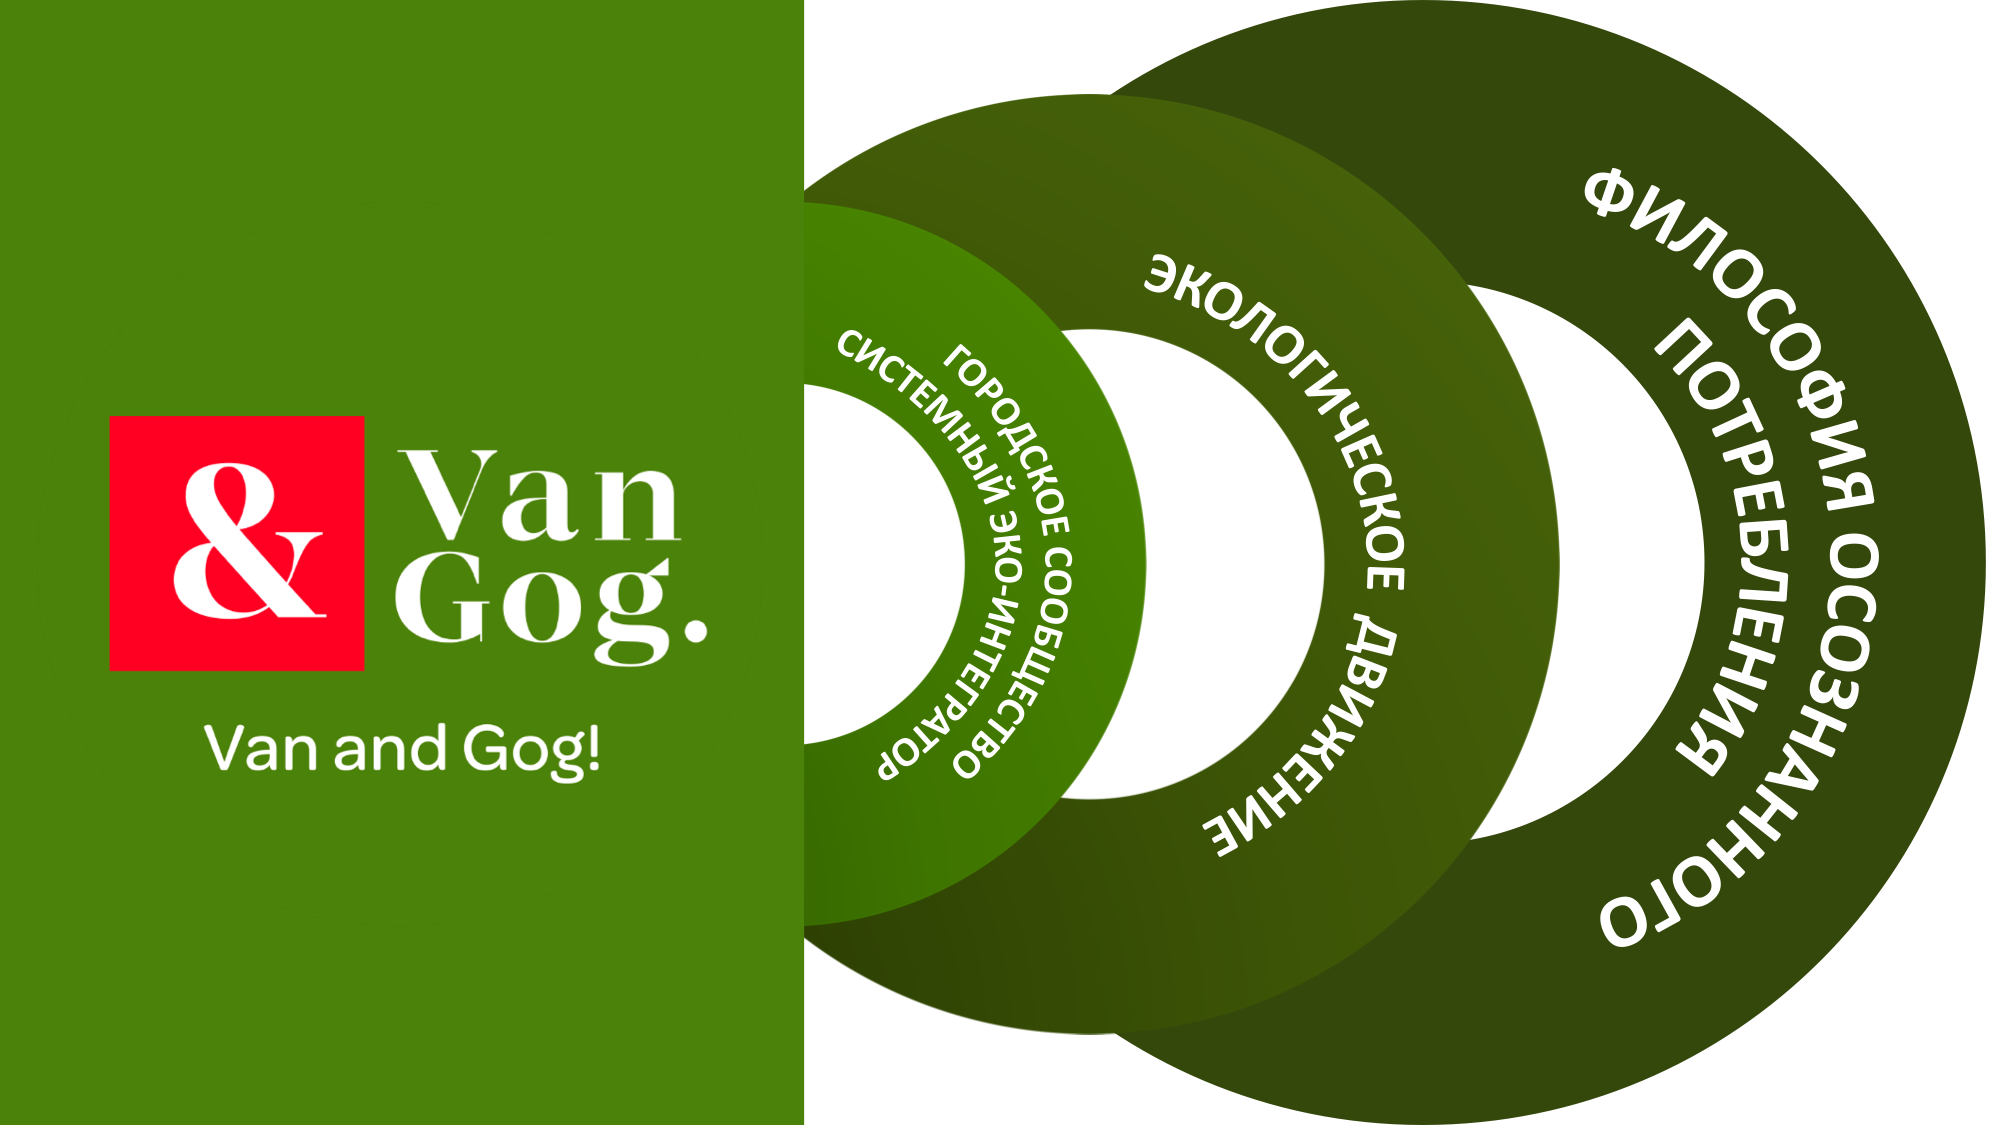 &
Van
Gog.
Van and Gog!
ГОРОДСКОЕ СООБЩЕСТВО
СИСТЕМНЫЙ ЭКО-ИНТЕГРАТОР
ЭКОЛОГИЧЕСКОЕ ДВИЖЕНИЕ
ФИЛОСОФИЯ ОСОЗНАННОГО
ПОТРЕБЛЕНИЯ